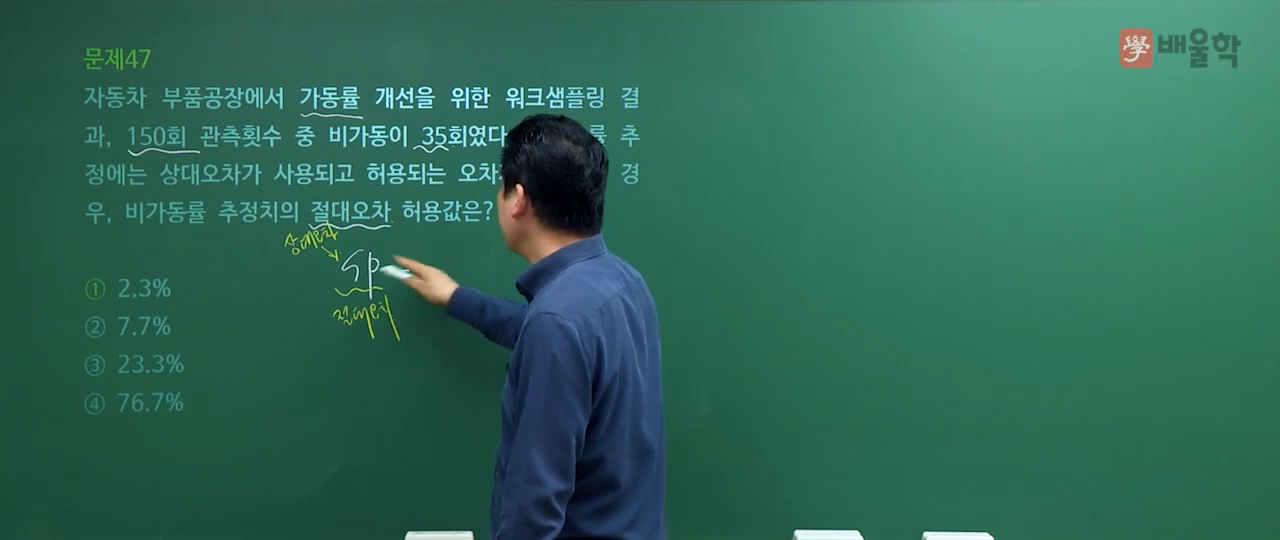 문제47
學 배울학
자동차 부품공장에서 가동률 개선을 위한 워크샘플링 결
과, 150회 관측횟수 중 비가동이 35회였다 추
정에는 상대오차가 사용되고 허용되는 오차 경
우, 비가동률 추정치의 절대오차 허용값은?
상대오차
SP
절대오차
① 2.3%
② 7.7%
③ 23.3%
④ 76.7%